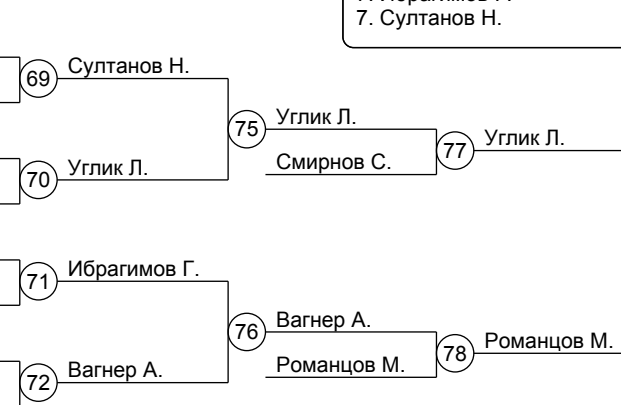 7. Султанов Н.
69 Султанов Н.
75 Углик Л.
77 Углик Л.
Смирнов С.
70 Углик Л.
71 Ибрагимов Г.
76 Вагнер А.
78 Романцов М.
Романцов М.
72 Вагнер А.